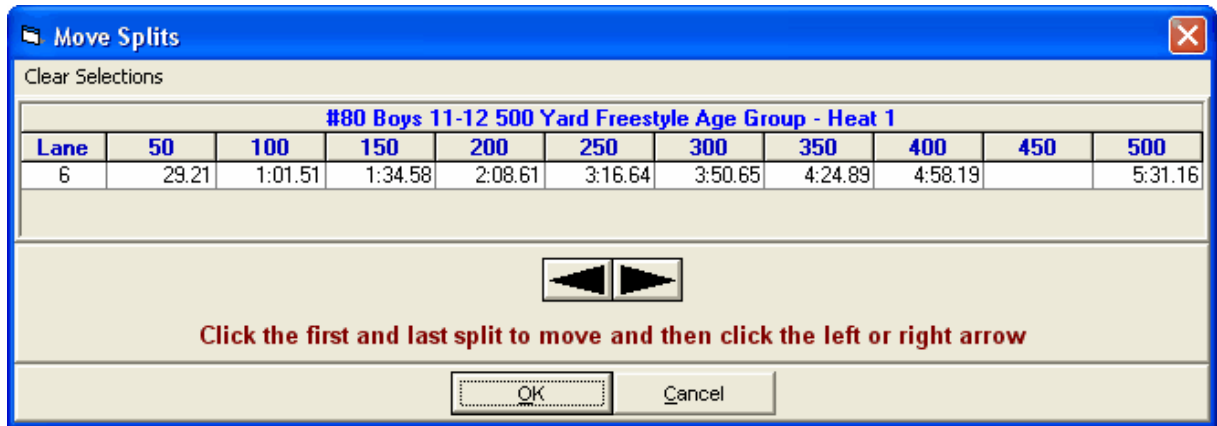 Move Splits
Clear Selections
#80 Boys 11-12 500 Yard Freestyle Age Group - Heat 1
Lane 50 100 150 200 250 300 350 400 450 500
6 29.21 1:01.51 1:34.58 2:08.61 3:16.64 3:50.65 4:24.89 4:58.19 5:31.16
Click the first and last split to move and then click the left or right arrow
OK Cancel